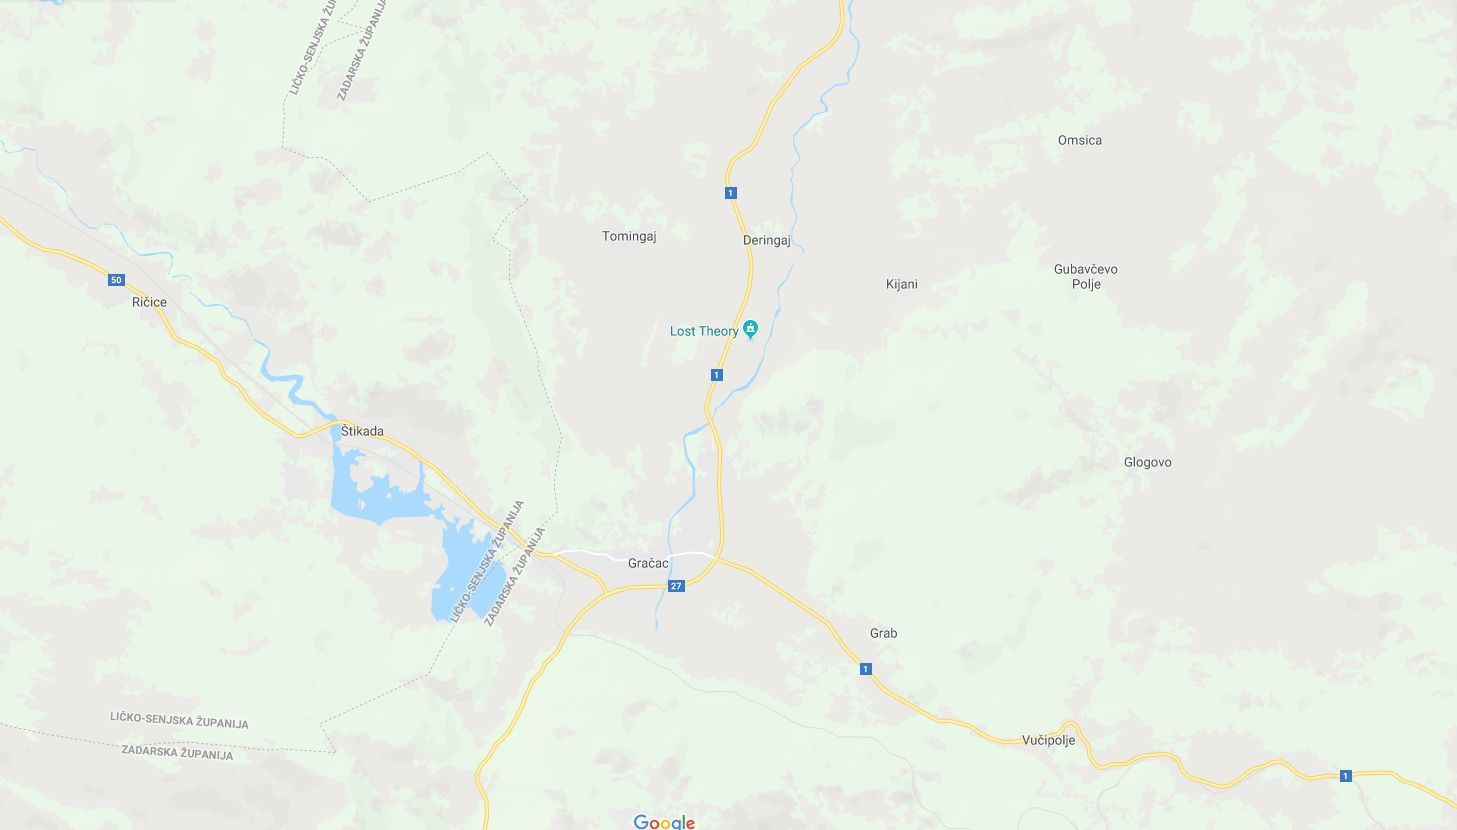 LIČKO-SENJSKA ŽUPANIJA
ZADARSKA ŽUPANIJA
Omsica
1
Tomingaj
Deringaj
Gubavčevo
Polje
50
Kijani
Ričice
Lost Theory
1
Štikada
Glogovo
LIČKO-SENJSKA ŽUPANIJA
ZADARSKA ŽUPANIJA
Gračac
27
Grab
1
LIČKO-SENJSKA ŽUPANIJA
ZADARSKA ŽUPANIJA
Vučipolje
1
Google